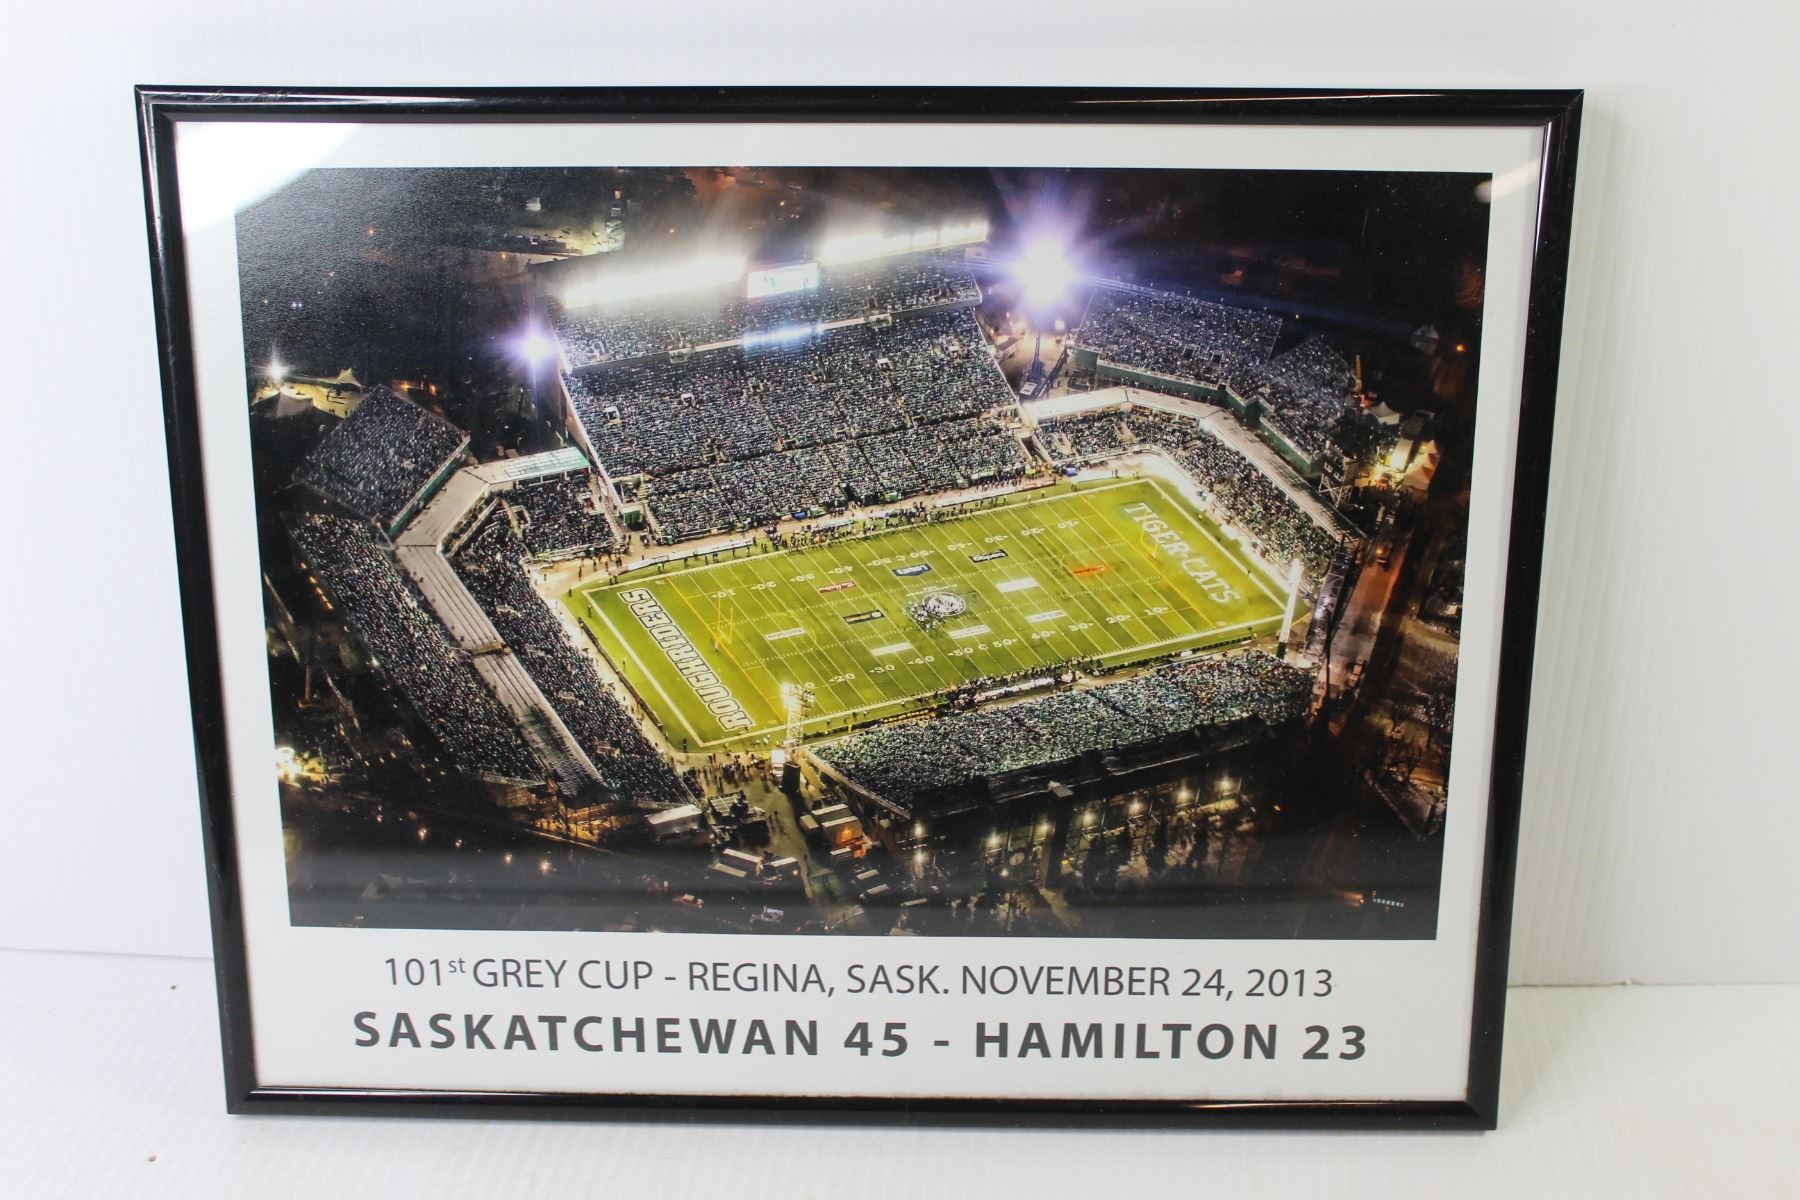 TIGER-CATS
ROUGHRIDERS
101st GREY CUP - REGINA, SASK. NOVEMBER 24, 2013
SASKATCHEWAN 45 - HAMILTON 23